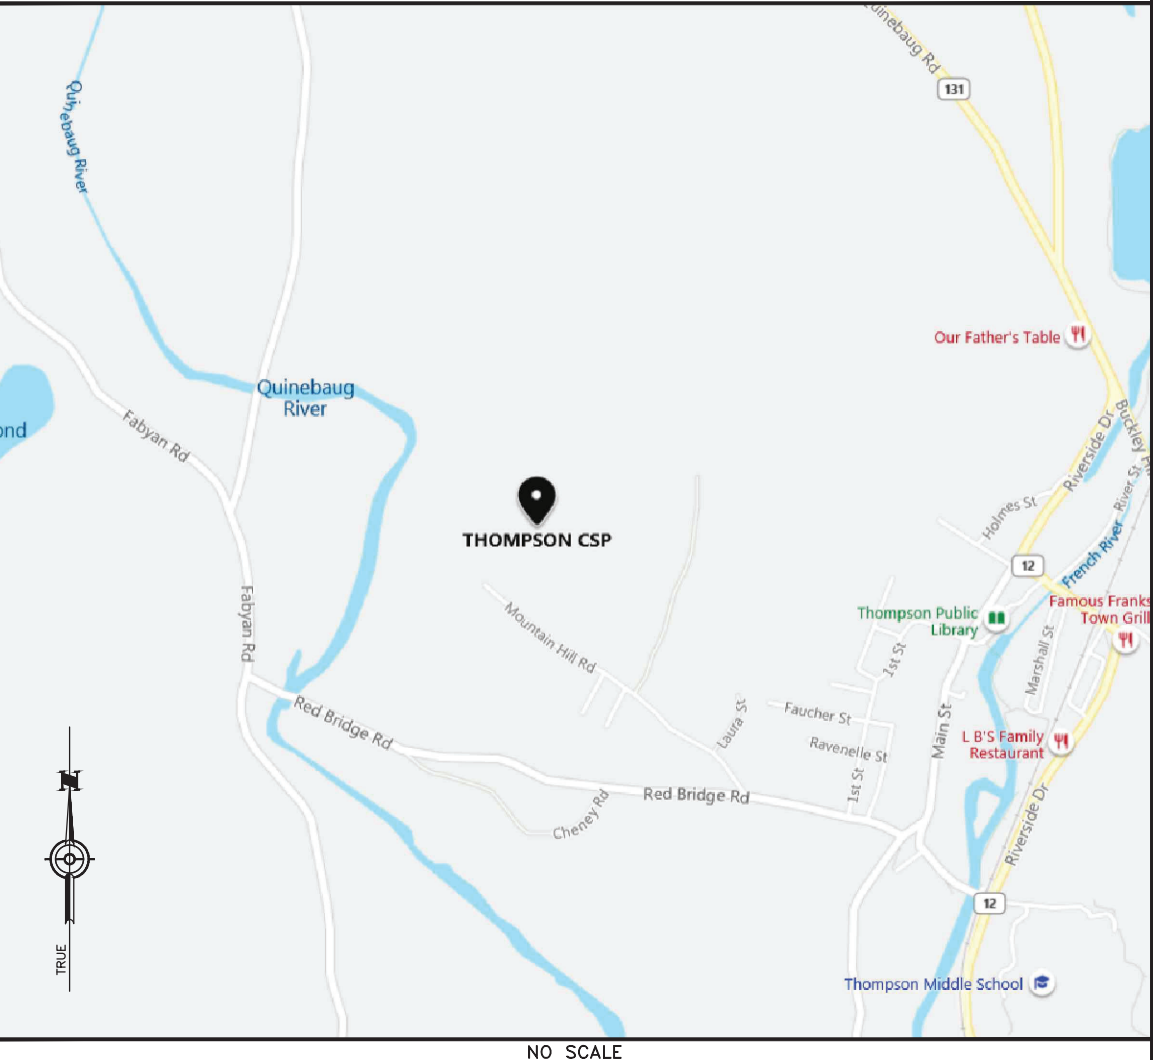 Quinebaug Rd
131
Quinebaug River
Our Father's Table
Quinebaug
River
Fabyan Rd
ond
Riverside Dr
Buckley
River St
Holmes St
THOMPSON CSP
12
French River
Fabyan Rd
Famous Franks
Town Grill
Thompson Public
Library
Mountain Hill Rd
1st St
Marshall St
Red Bridge Rd
Laura St
Faucher St
Main St
L B'S Family
Restaurant
Ravenelle St
N
1st St
Red Bridge Rd
Cheney Rd
Riverside Dr
12
TRUE
Thompson Middle School
NO SCALE